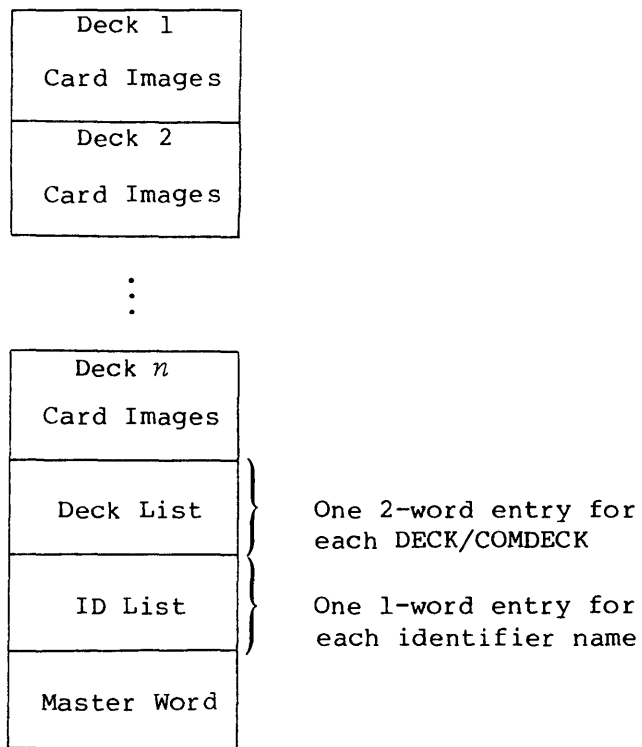 Deck 1
Card Images
Deck 2
Card Images
Deck n
Card Images
Deck List
One 2-word entry for
each DECK/COMDECK
ID List
One 1-word entry for
each identifier name
Master Word